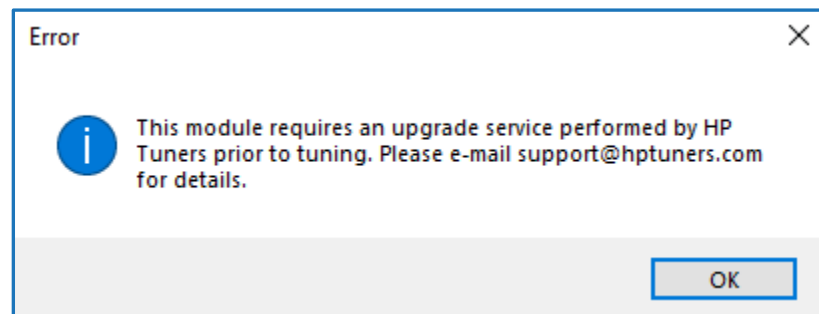 Error
This module requires an upgrade service performed by HP
Tuners prior to tuning. Please e-mail support@hptuners.com
for details.
OK